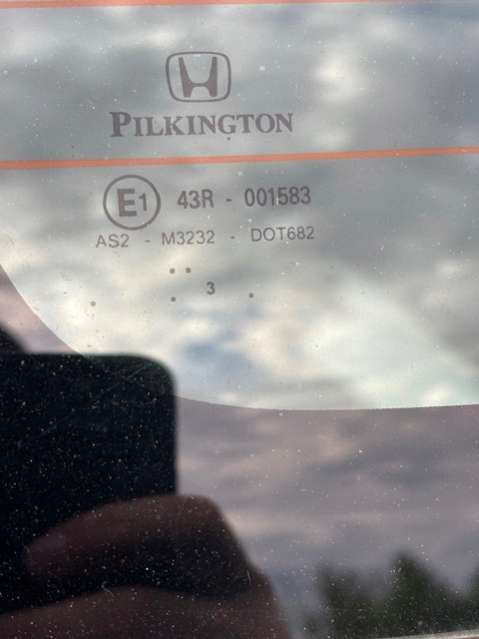 PILKINGTON
E1 43R - 001583
AS2 - M3232 - DOT682
3